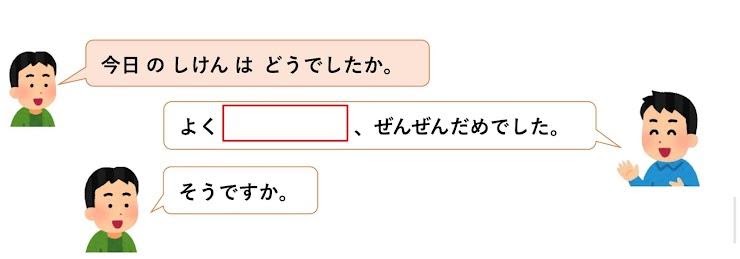 今日 の しけん は どうでしたか。
よく 、ぜんぜんだめでした。
そうですか。